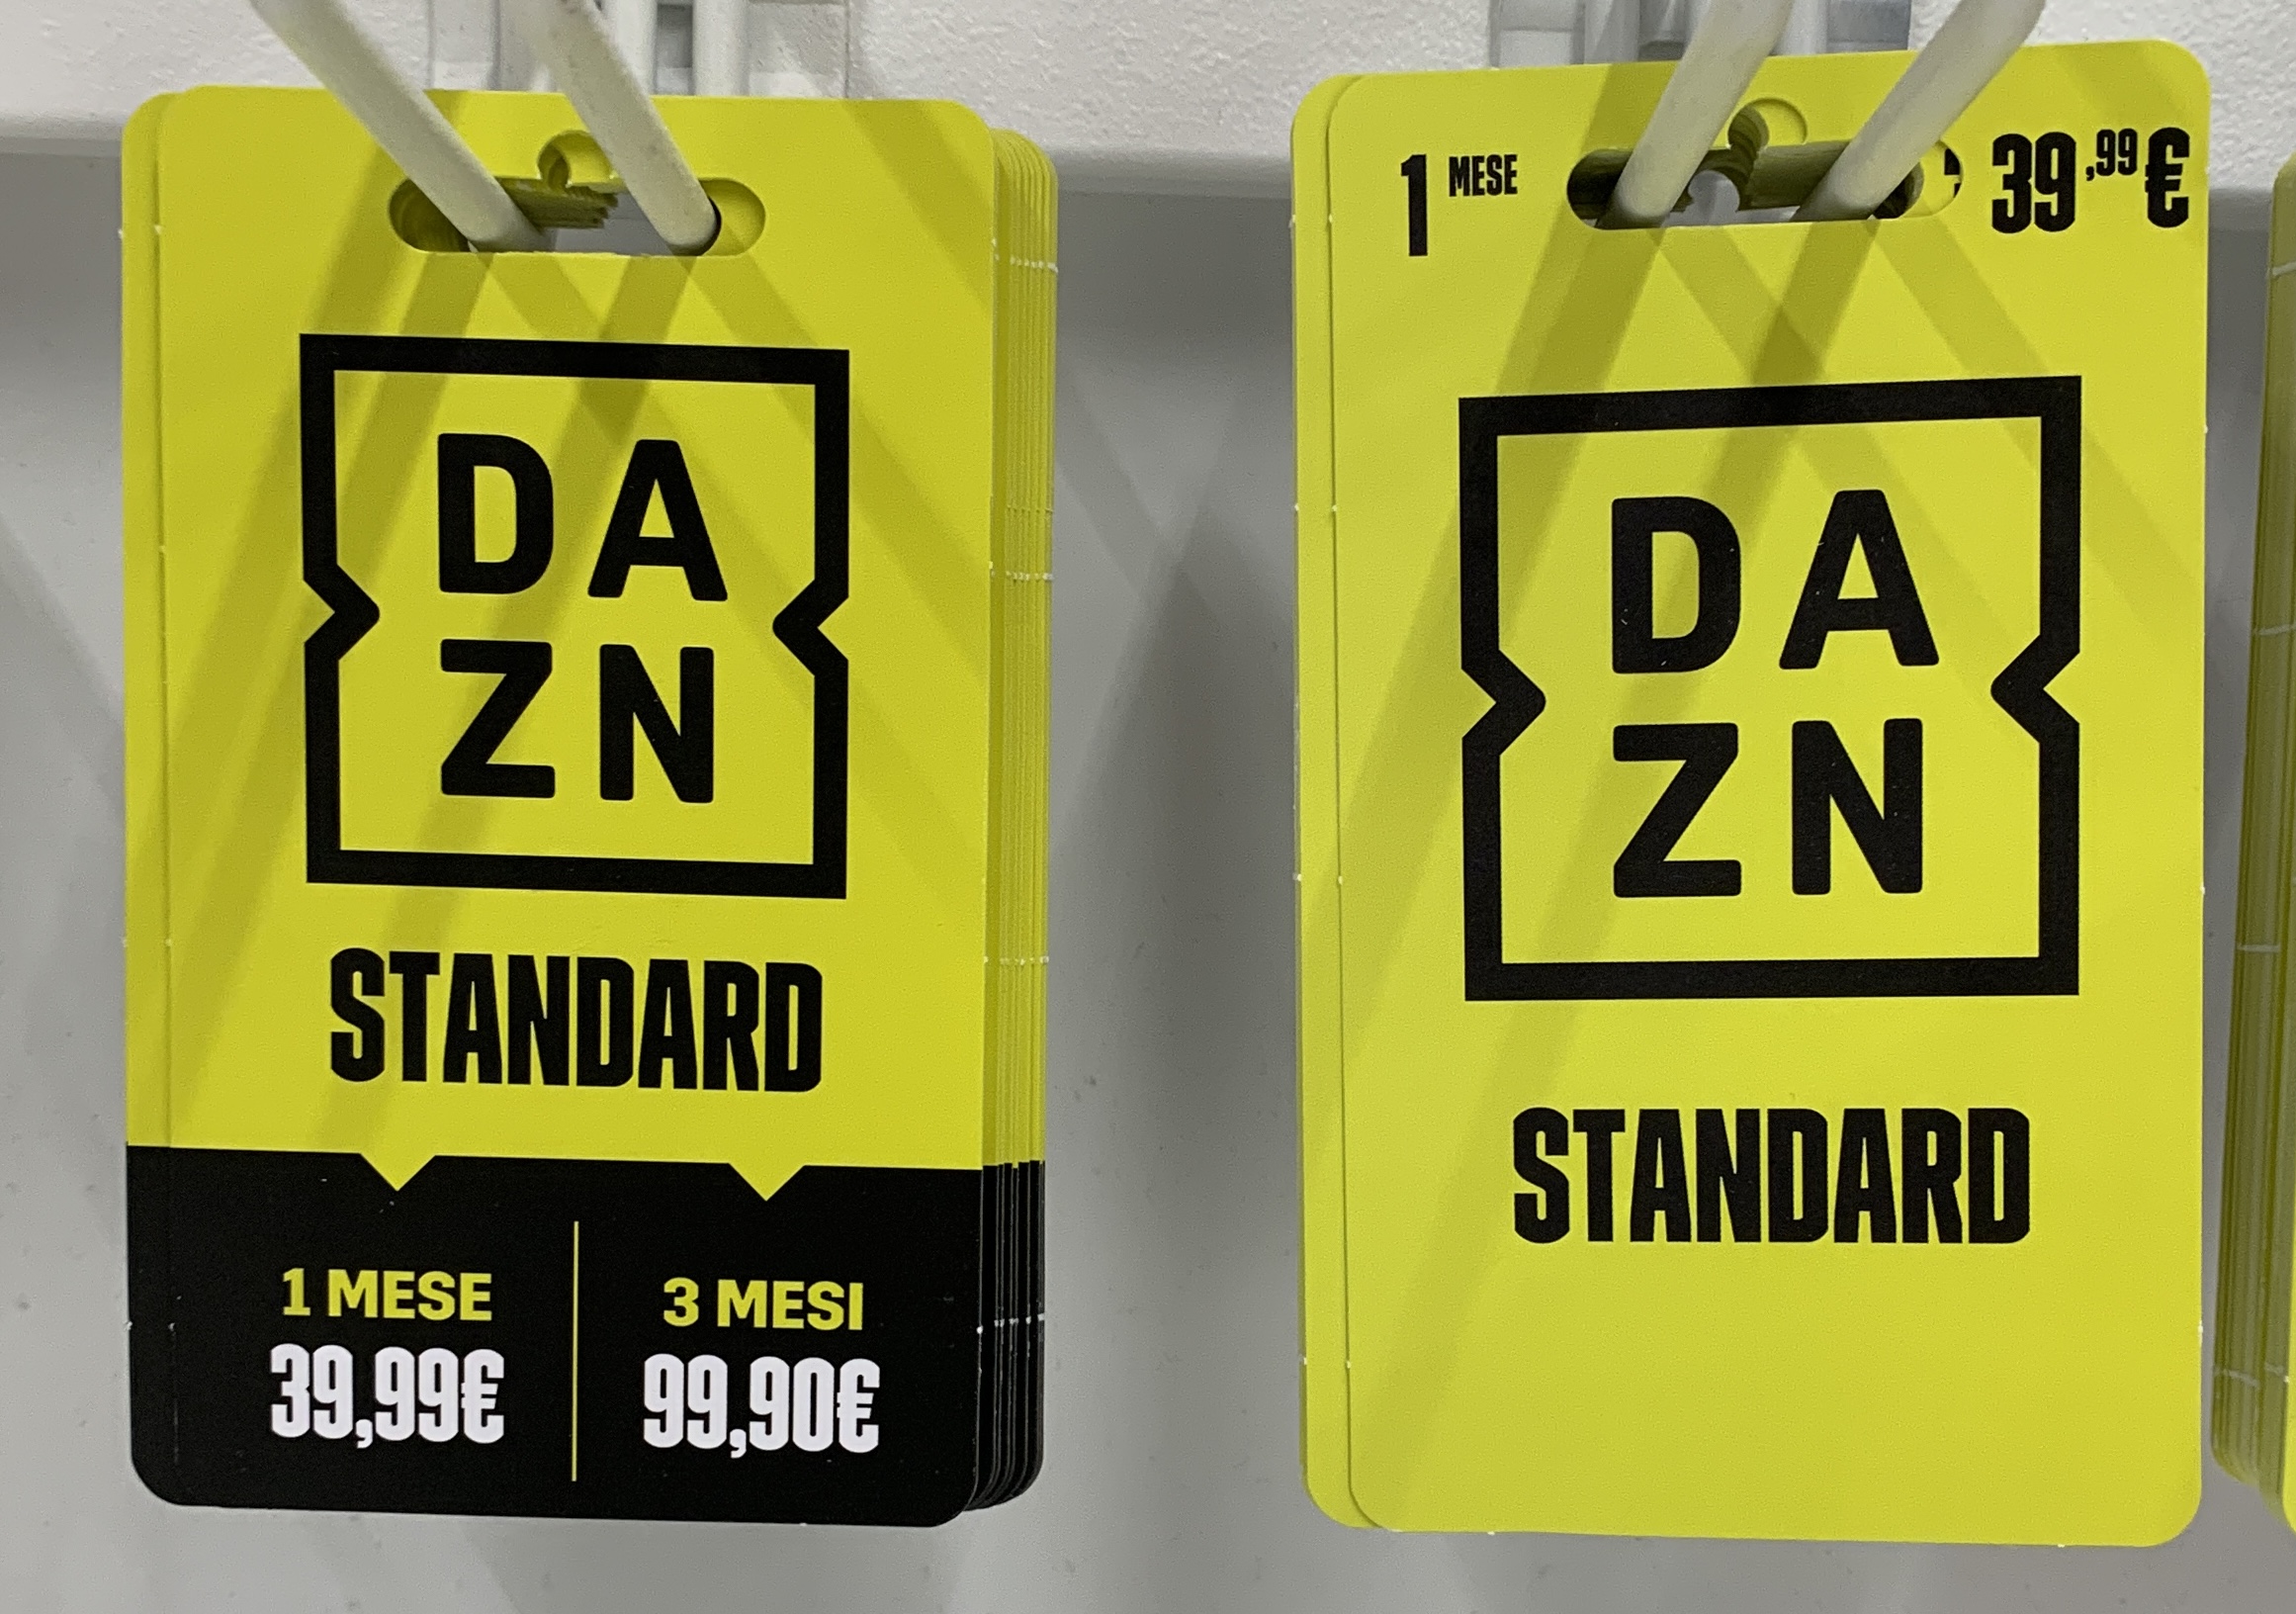 DA
ZN
STANDARD
1 MESE
39,99€
3 MESI
99,90€
1 MESE
39,99€
DA
ZN
STANDARD